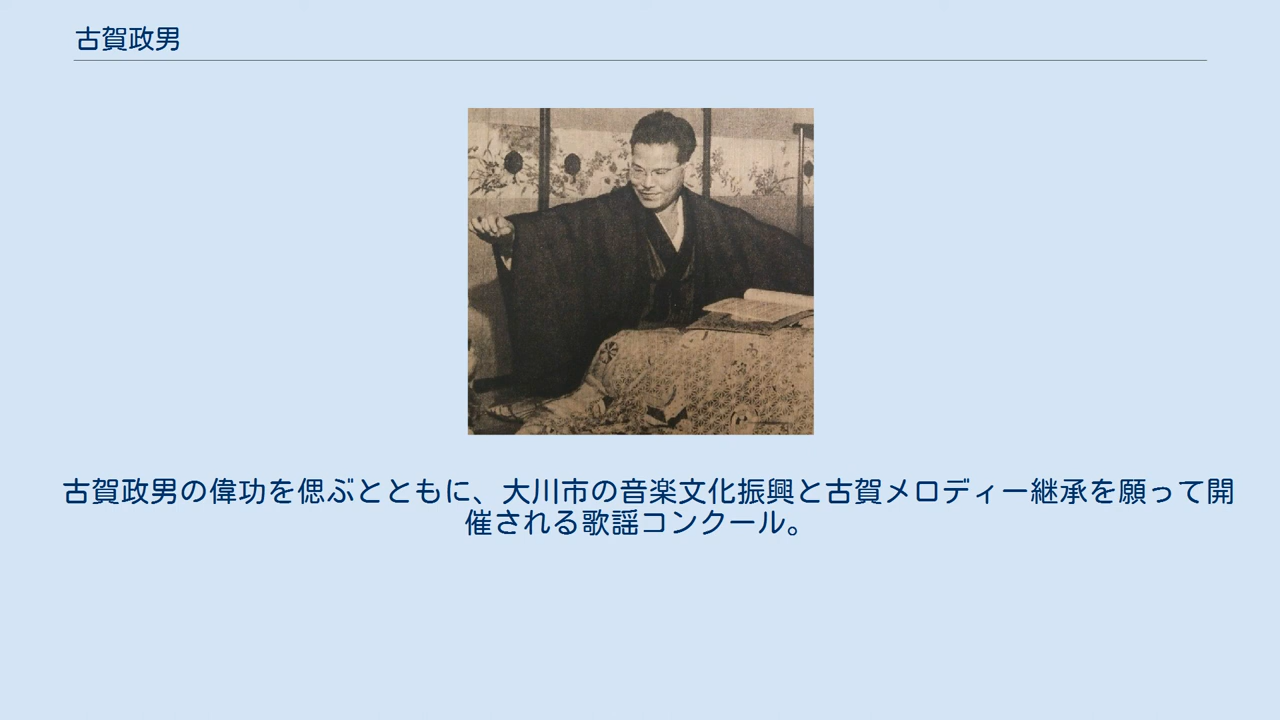 古賀政男
古賀政男の偉功を偲ぶとともに、大川市の音楽文化振興と古賀メロディー継承を願って開
催される歌謡コンクール。